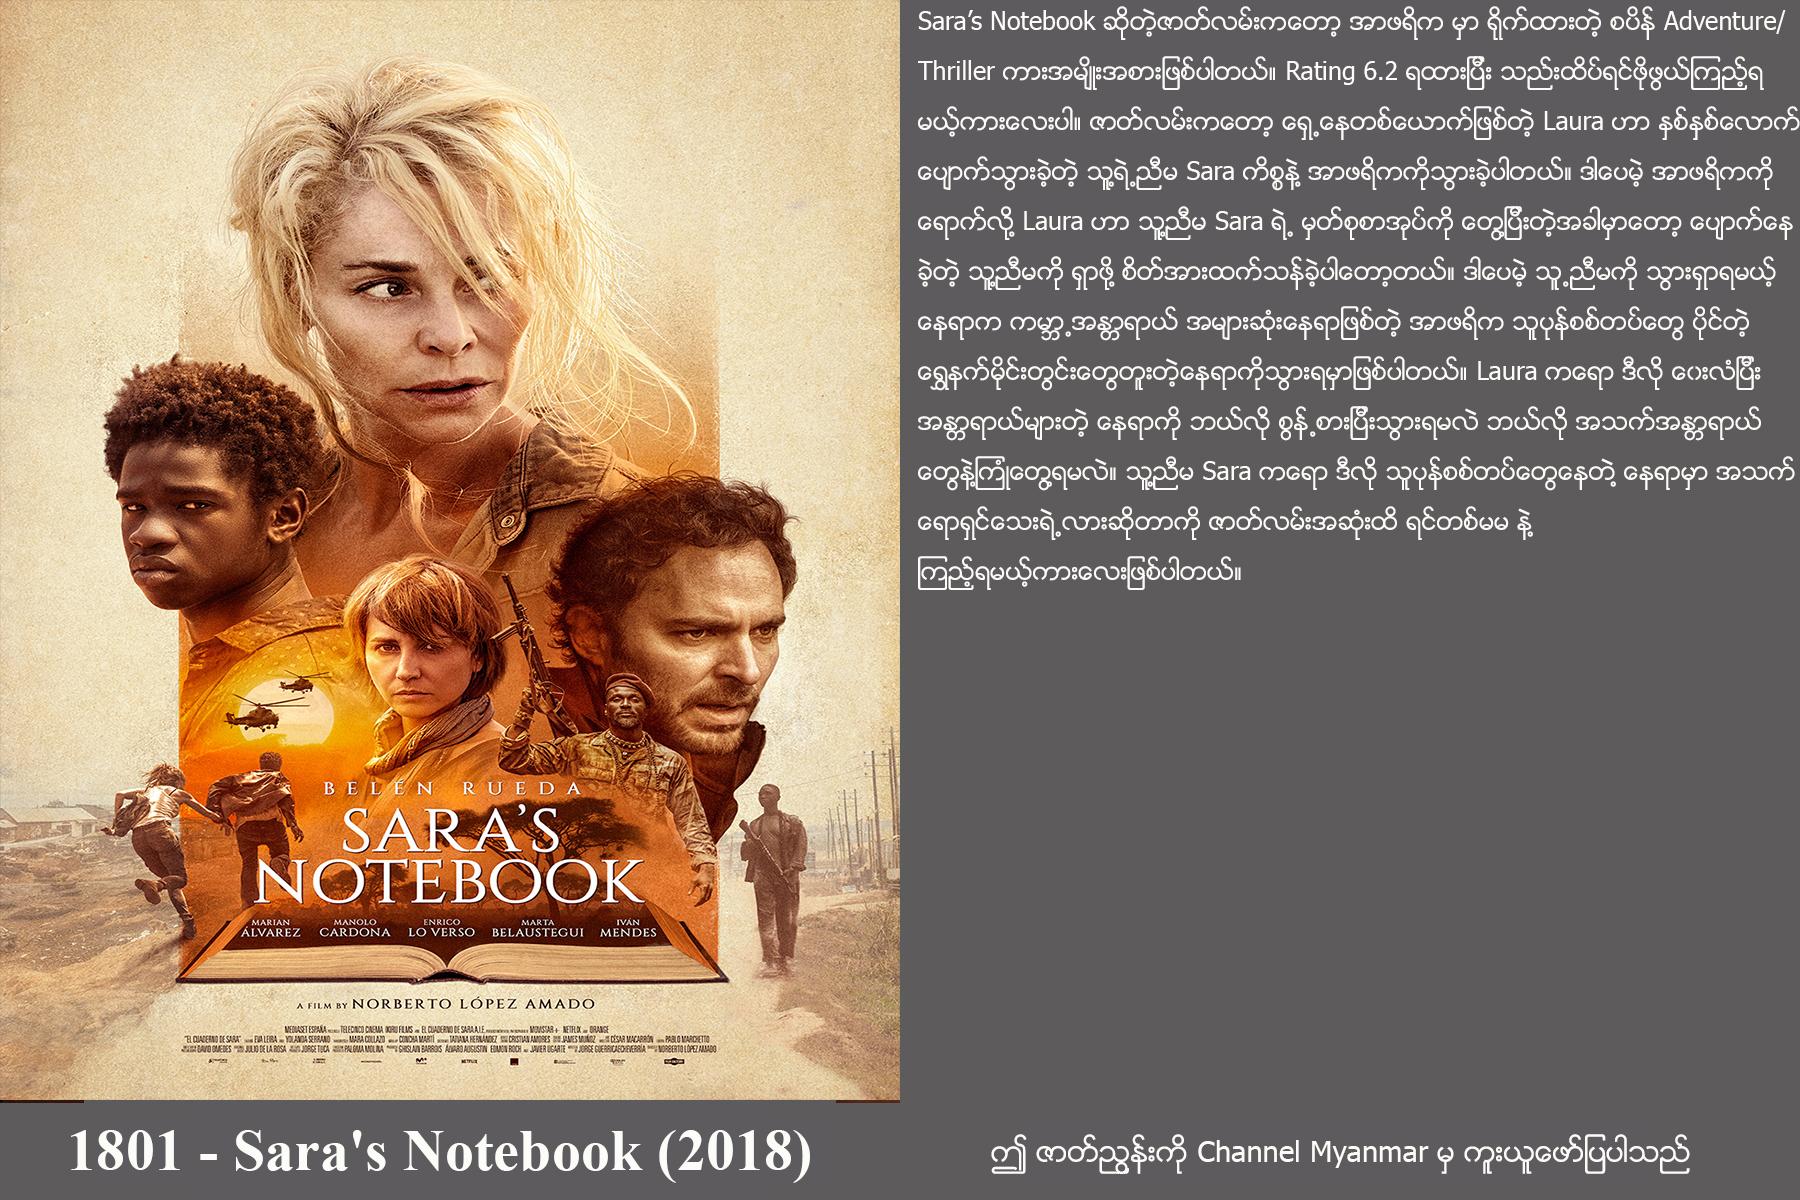 Sara’s Notebook ဆိုတဲ့ဇာတ်လမ်းကတော့ အာဖရိက မှာ ရိုက်ထားတဲ့ စပိန် Adventure/
Thriller ကားအမျိုးအစားဖြစ်ပါတယ်။ Rating 6.2 ရထားပြီး သည်းထိပ်ရင်ဖိုဖွယ်ကြည့်ရ
မယ့်ကားလေးပါ။ ဇာတ်လမ်းကတော့ ရှေ့နေတစ်ယောက်ဖြစ်တဲ့ Laura ဟာ နှစ်နှစ်လောက်
ပျောက်သွားခဲ့တဲ့ သူ့ရဲ့ညီမ Sara ကိစ္စနဲ့ အာဖရိကကိုသွားခဲ့ပါတယ်။ ဒါပေမဲ့ အာဖရိကကို
ရောက်လို့ Laura ဟာ သူ့ညီမ Sara ရဲ့ မှတ်စုစာအုပ်ကို တွေ့ပြီးတဲ့အခါမှာတော့ ပျောက်နေ
ခဲ့တဲ့ သူ့ညီမကို ရှာဖို့ စိတ်အားထက်သန်ခဲ့ပါတော့တယ်။ ဒါပေမဲ့ သူ့ညီမကို သွားရှာရမယ့်
နေရာက ကမ္ဘာ့အန္တာရာယ် အများဆုံးနေရာဖြစ်တဲ့ အာဖရိက သူပုန်စစ်တပ်တွေ ပိုင်တဲ့
ရွှေနက်မိုင်းတွင်းတွေတူးတဲ့နေရာကိုသွားရမှာဖြစ်ပါတယ်။ Laura ကရော ဒီလို ဝေးလံပြီး
အန္တာရာယ်များတဲ့ နေရာကို ဘယ်လို စွန့်စားပြီးသွားရမလဲ ဘယ်လို အသက်အန္တာရာယ်
တွေနဲ့ကြုံတွေ့ရမလဲ။ သူ့ညီမ Sara ကရော ဒီလို သူပုန်စစ်တပ်တွေနေတဲ့ နေရာမှာ အသက်
ရောရှင်သေးရဲ့လားဆိုတာကို ဇာတ်လမ်းအဆုံးထိ ရင်တစ်မမ နဲ့
ကြည့်ရမယ့်ကားလေးဖြစ်ပါတယ်။
BELÉN RUEDA
SARA’S
NOTEBOOK
MARIAN ÁLVAREZ MANOLO CARDONA ENRICO LO VERSO MARTA BELAUSTEGUI IVÁN MENDES
A FILM BY NORBERTO LÓPEZ AMADO
1801 - Sara's Notebook (2018)
ဤ ဇာတ်ညွှန်းကို Channel Myanmar မှ ကူးယူဖော်ပြပါသည်